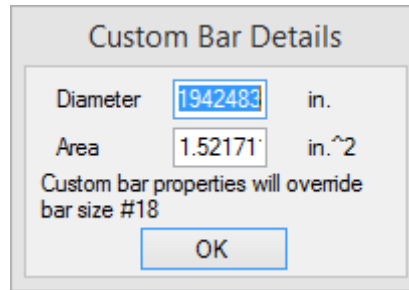 Custom Bar Details
Diameter 1942483 in.
Area 1.52171 in.^2
Custom bar properties will override
bar size #18
OK